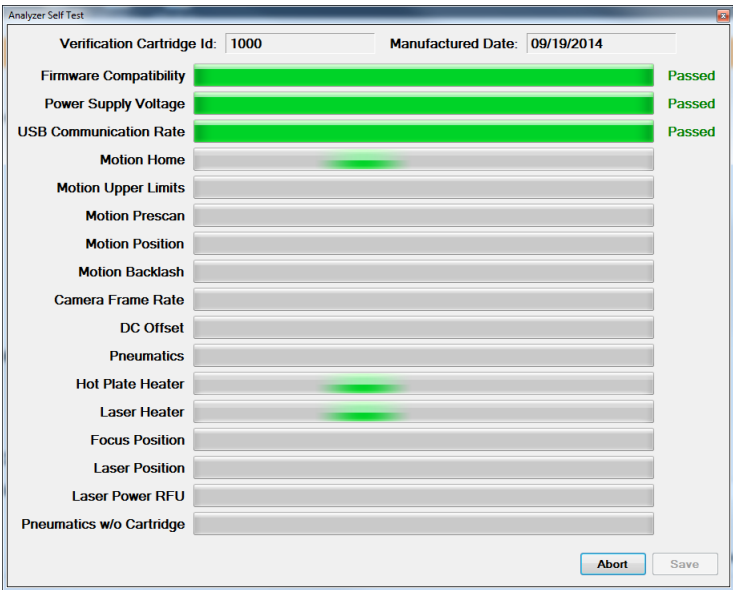 Analyzer Self Test
Verification Cartridge Id: 1000 Manufactured Date: 09/19/2014
Firmware Compatibility Passed
Power Supply Voltage Passed
USB Communication Rate Passed
Motion Home
Motion Upper Limits
Motion Prescan
Motion Position
Motion Backlash
Camera Frame Rate
DC Offset
Pneumatics
Hot Plate Heater
Laser Heater
Focus Position
Laser Position
Laser Power RFU
Pneumatics w/o Cartridge
Abort Save